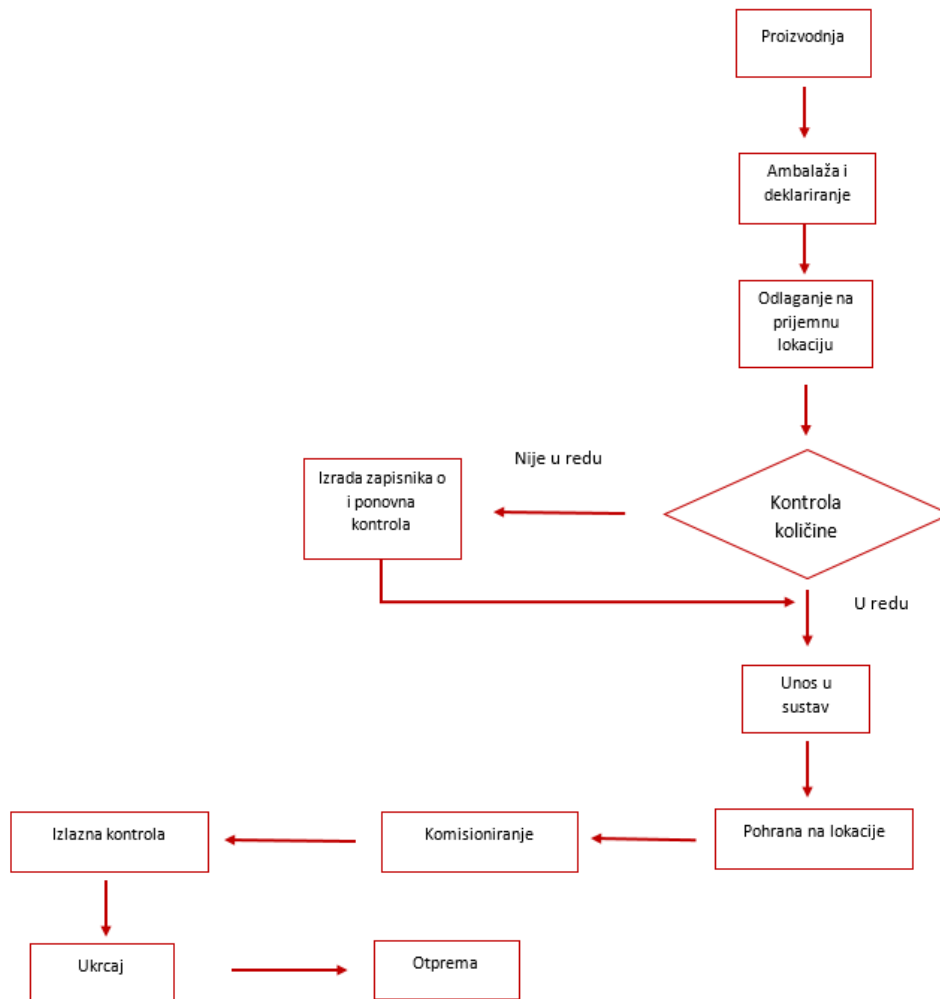 Proizvodnja
Ambalaža i
deklariranje
Odlaganje na
prijemnu
lokaciju
Nije u redu
Izrada zapisnika o
i ponovna
kontrola
Kontrola
količine
U redu
Unos u
sustav
Izlazna kontrola
Komisioniranje
Pohrana na lokacije
Ukrcaj
Otprema